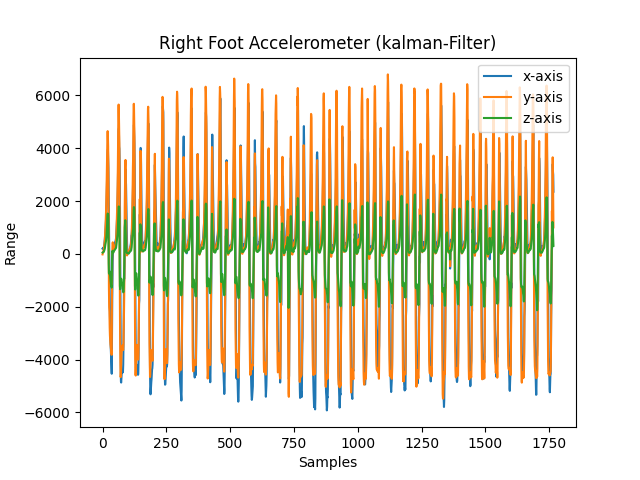 Right Foot Accelerometer (kalman-Filter)
x-axis
y-axis
z-axis
6000
4000
2000
0
−2000
−4000
−6000
Range
0 250 500 750 1000 1250 1500 1750
Samples